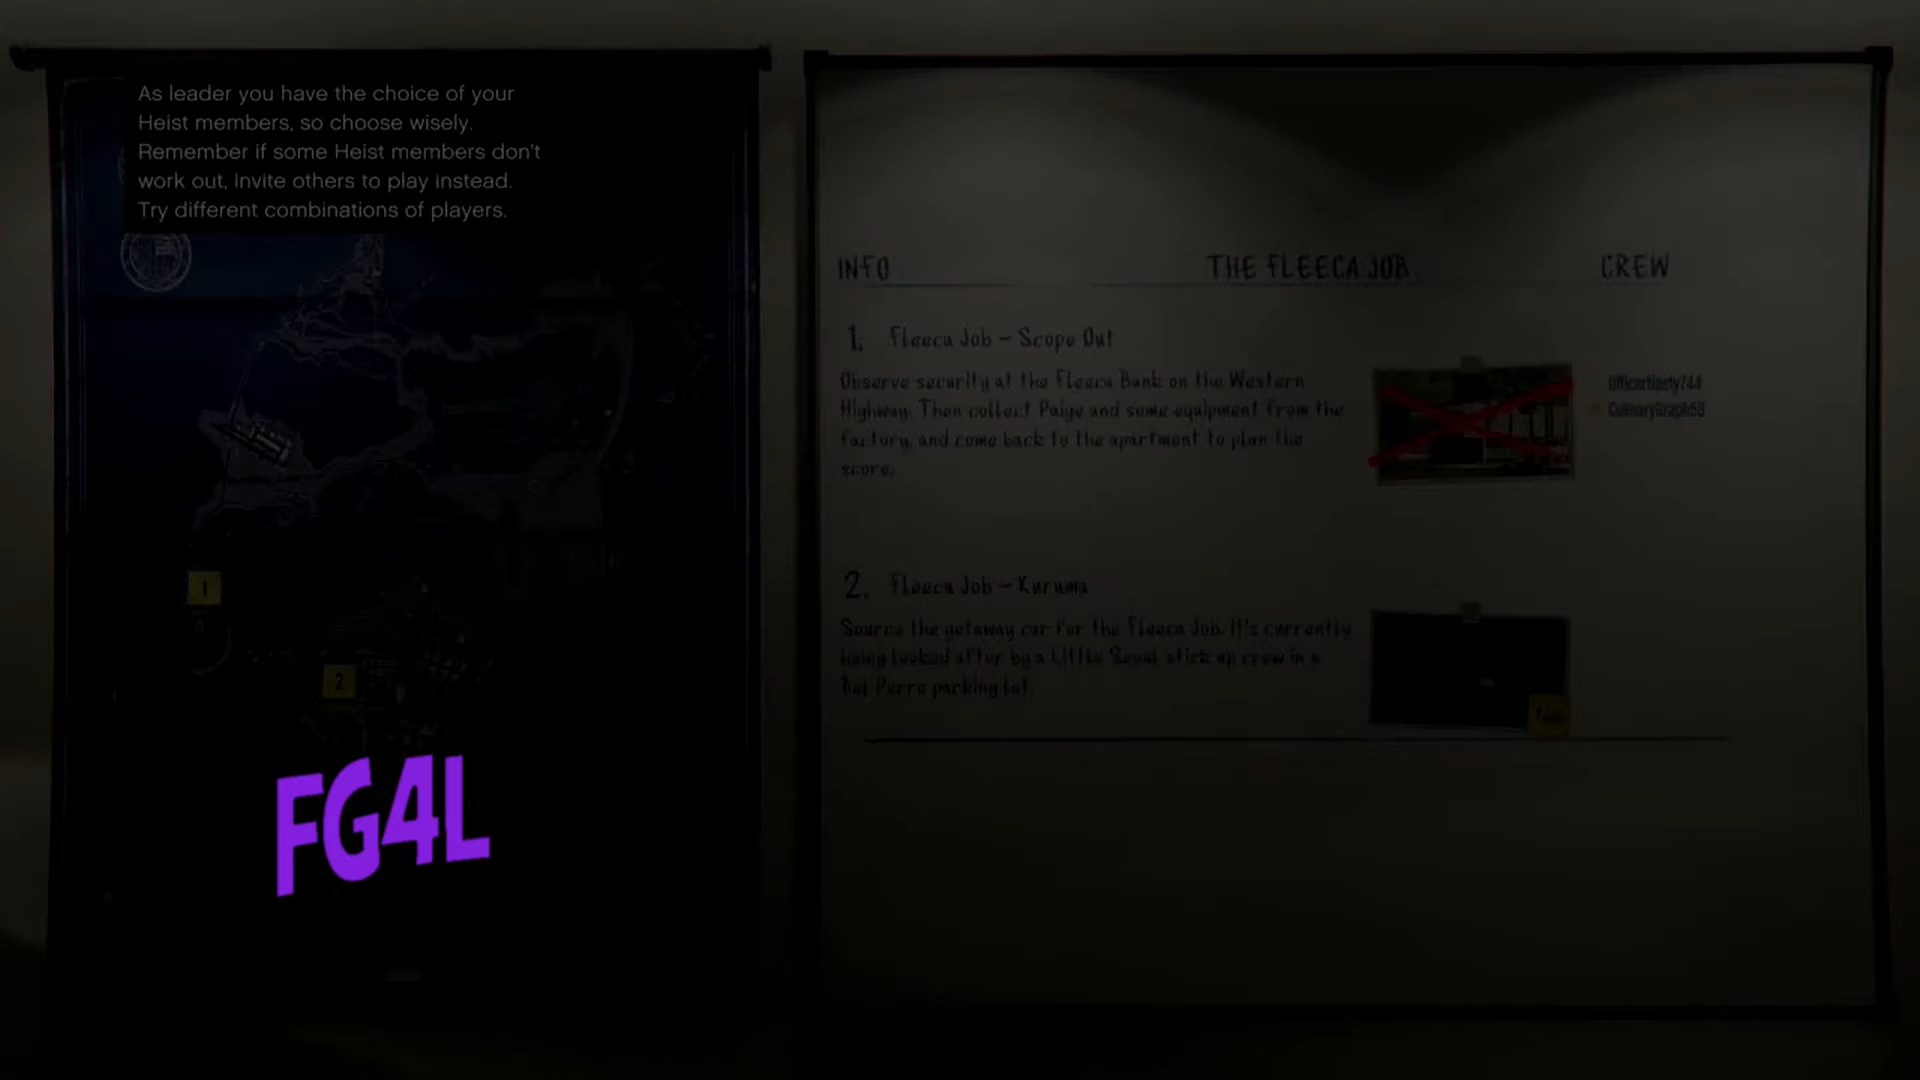 As leader you have the choice of your
Heist members, so choose wisely.
Remember if some Heist members don't
work out, invite others to play instead.
Try different combinations of players.
1
2
FG4L
INFO THE FLEECA JOB CREW
1. Fleeca Job - Scope Out
Observe security at the Fleeca Bank on the Western
Highway. Then collect Paige and some equipment from the
factory, and come back to the apartment to plan the
score.
OfficerNasty744
CulinaryGraph58
2. Fleeca Job - Kuruma
Source the getaway car for the Fleeca Job. It's currently
being looked after by a Little Seoul stick up crew in a
Del Perro parking lot.